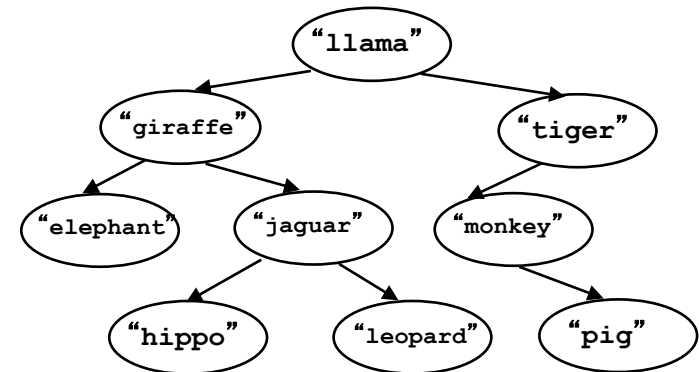 “llama”
“giraffe”
“tiger”
“elephant”
“jaguar”
“monkey”
“hippo”
“leopard”
“pig”